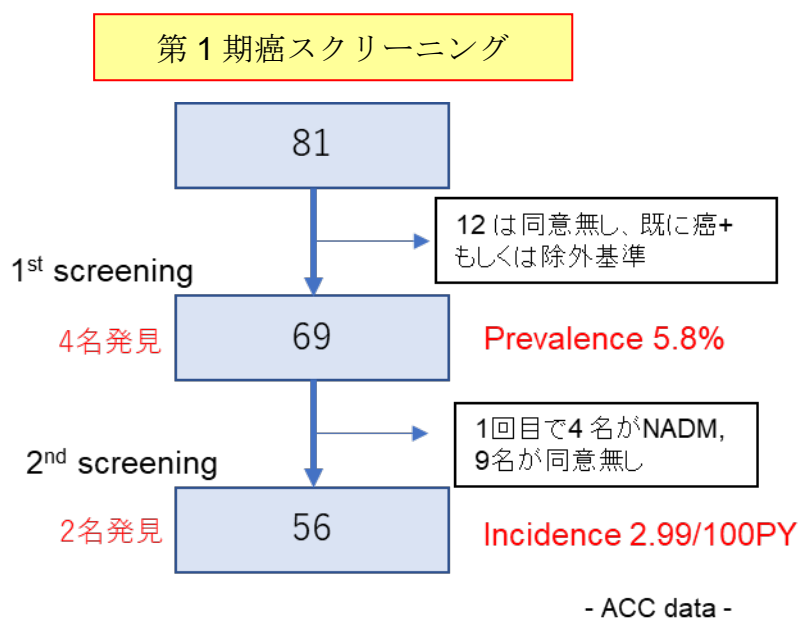 第1期癌スクリーニング
81
12 は同意無し、既に癌+
もしくは除外基準
1st screening
4名発見
69
Prevalence 5.8%
1回目で4 名がNADM,
9名が同意無し
2nd screening
2名発見
56
Incidence 2.99/100PY
- ACC data -